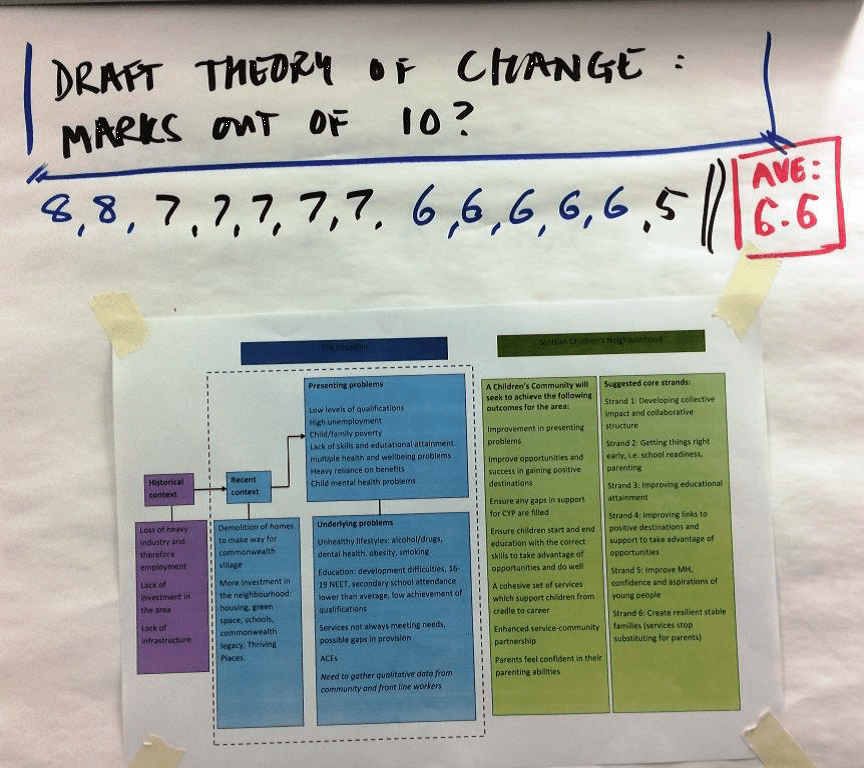 DRAFT THEORY OF CHANGE :
MARKS OUT OF 10?
8, 8, 7, 7, 7, 7, 7, 6, 6, 6, 6, 6, 5
AVE:
6.6
The Situation
Scottish Children's Neighbourhood
Historical
context
Loss of heavy
industry and
therefore
employment
Lack of
investment in
the area
Lack of
infrastructure
Recent
context
Demolition of homes
to make way for
commonwealth
village
More investment in
the neighbourhood:
housing, green
space, schools,
commonwealth
legacy, Thriving
Places.
Presenting problems
Low levels of qualifications
High unemployment
Child/family poverty
Lack of skills and educational attainment
multiple health and wellbeing problems
Heavy reliance on benefits
Child mental health problems
Underlying problems
Unhealthy lifestyles: alcohol/drugs,
dental health, obesity, smoking
Education: development difficulties, 16-
19 NEET, secondary school attendance
lower than average, low achievement of
qualifications
Services not always meeting needs,
possible gaps in provision
ACEs
Need to gather qualitative data from
community and front line workers
A Children's Community will
seek to achieve the following
outcomes for the area:
Improvement in presenting
problems
Improve opportunities and
success in gaining positive
destinations
Ensure any gaps in support
for CYP are filled
Ensure children start and end
education with the correct
skills to take advantage of
opportunities and do well
A cohesive set of services
which support children from
cradle to career
Enhanced service-community
partnership
Parents feel confident in their
parenting abilities
Suggested core strands:
Strand 1: Developing collective
impact and collaborative
structure
Strand 2: Getting things right
early, i.e. school readiness,
parenting
Strand 3: Improving educational
attainment
Strand 4: Improving links to
positive destinations and
support to take advantage of
opportunities
Strand 5: Improve MH,
confidence and aspirations of
young people
Strand 6: Create resilient stable
families (services stop
substituting for parents)